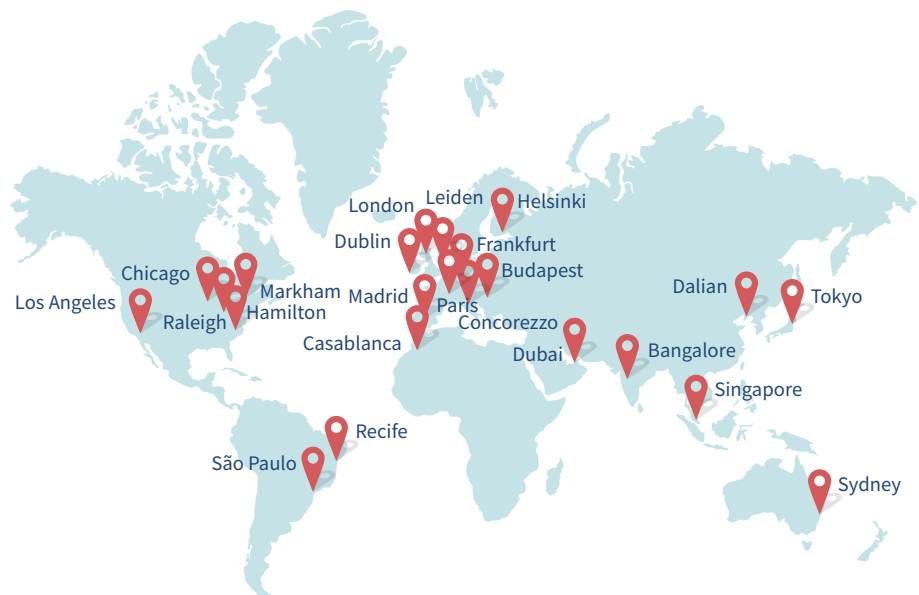 Leiden
London
Helsinki
Dublin
Frankfurt
Chicago
Budapest
Markham
Madrid
Dalian
Los Angeles
Paris
Tokyo
Hamilton
Raleigh
Concorezzo
Casablanca
Dubai
Bangalore
Singapore
Recife
São Paulo
Sydney